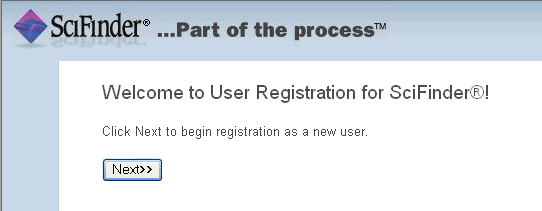 SciFinder® ...Part of the process™
Welcome to User Registration for SciFinder®!
Click Next to begin registration as a new user.
Next>>